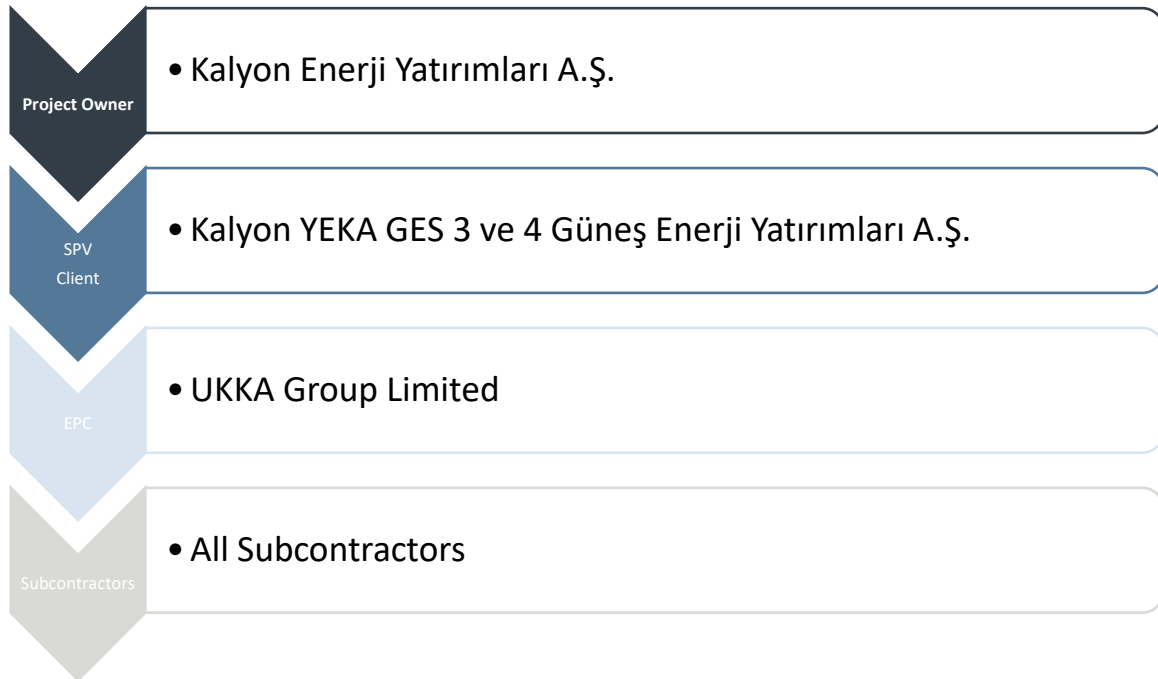 Project Owner
• Kalyon Enerji Yatırımları A.Ş.
SPV
Client
• Kalyon YEKA GES 3 ve 4 Güneş Enerji Yatırımları A.Ş.
EPC
• UKKA Group Limited
Subcontractors
• All Subcontractors